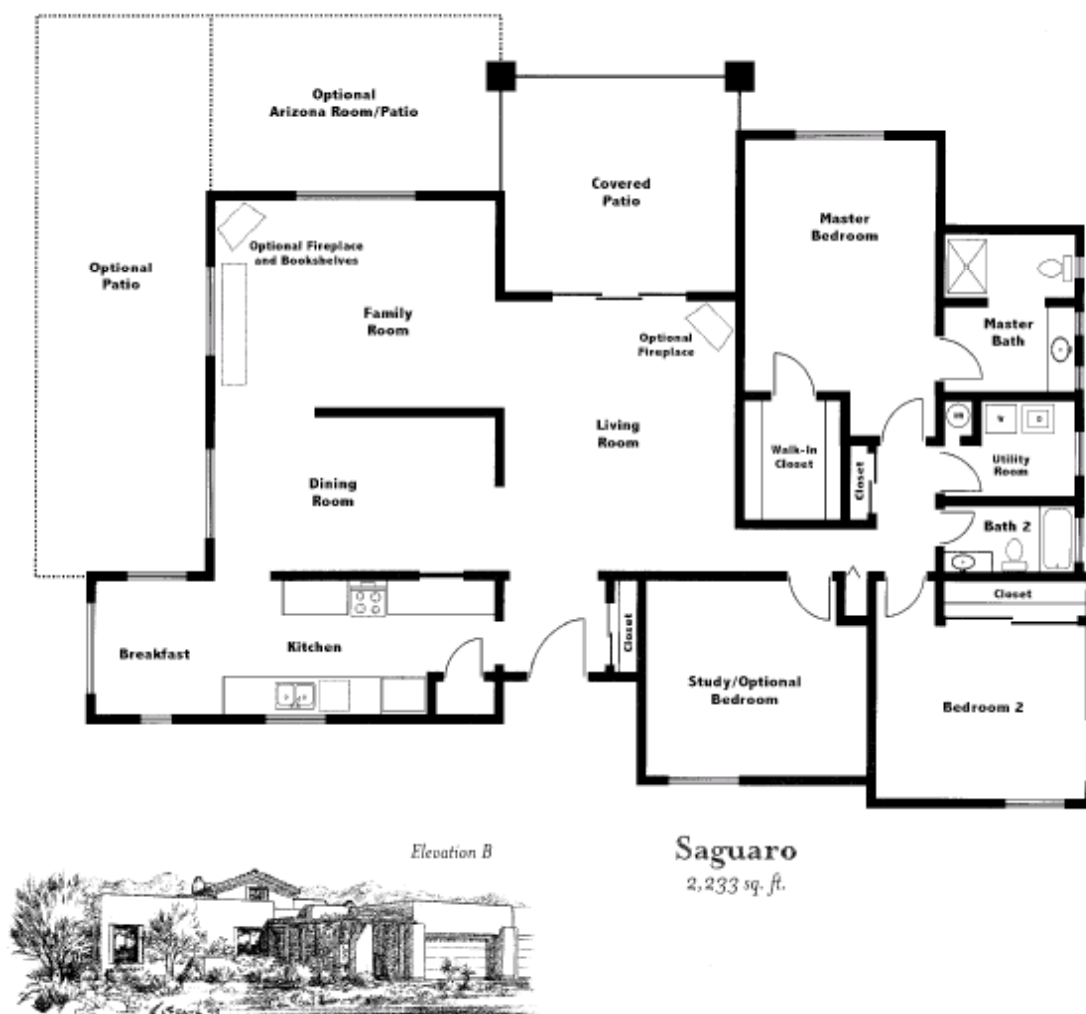 Optional
Arizona Room/Patio
Covered
Patio
Master
Bedroom
Optional Fireplace
and Bookshelves
Optional
Patio
Family
Room
Optional
Fireplace
Master
Bath
Living
Room
Walk-In
Closet
Closet
W
D
Utility
Room
Dining
Room
Bath 2
Closet
Breakfast
Kitchen
Closet
Study/Optional
Bedroom
Bedroom 2
Elevation B
Saguaro
2,233 sq. ft.